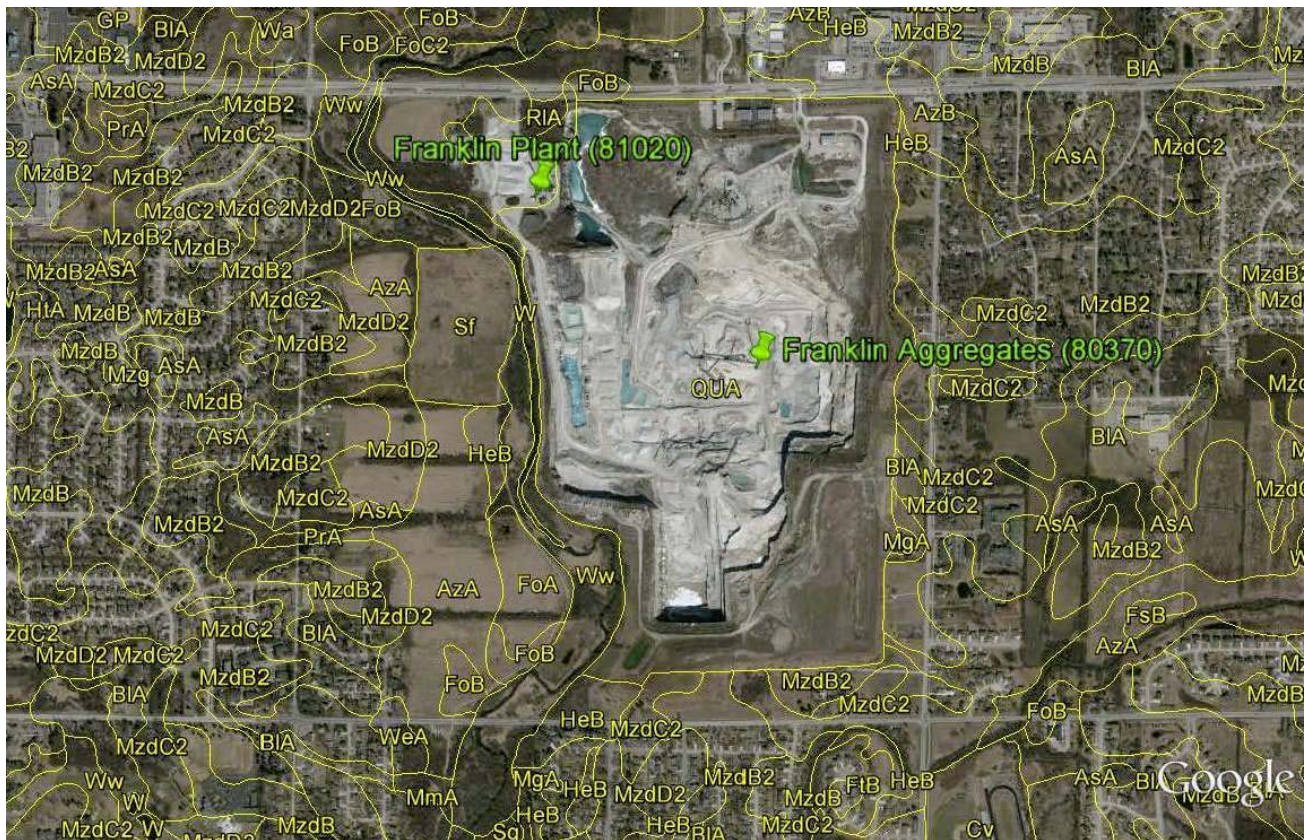 GP
BIA
Wa
FoB
AzB
MzdC2
MzdB2
MzdD2
FoB
FoC2
HeB
MzdB2
AsA
MzdC2
MzdB2
Ww
FoB
MzdB
BIA
PrA
MzdC2
RIA
AzB
HeB
MzdB2
MzdB2
Franklin Plant (81020)
AsA
MzdC2
Ww
MzdC2
MzdC2
MzdD2
FoB
MzdB2
MzdB
MzdB2
AsA
MzdB2
AzA
W
MzdB2
HtA
MzdB
MzdB
MzdC2
MzdD2
Sf
MzdC2
MzdB2
MzdB
Mzg
AsA
MzdB2
Franklin Aggregates (80370)
QUA
MzdC2
MzdB
AsA
MzdD2
HeB
BIA
MzdB2
BIA
MzdC2
MzdB
MzdC2
AsA
MzdC2
MzdB2
PrA
MgA
AsA
AsA
MzdB2
MzdB2
AzA
FoA
Ww
MzdD2
FsB
MzdC2
BIA
AzA
MzdD2
MzdC2
FoB
MzdB2
FoB
MzdB2
BIA
MzdC2
FoB
HeB
MzdC2
MzdC2
BIA
WeA
Ww
MgA
HeB
MzdB2
FtB
HeB
AsA
BIA
Google
W
MmA
MzdD2
MzdB
MzdB
MzdC2
W
MzdB
Sg
HeB
HeB
BIA
MzdC2
Cv